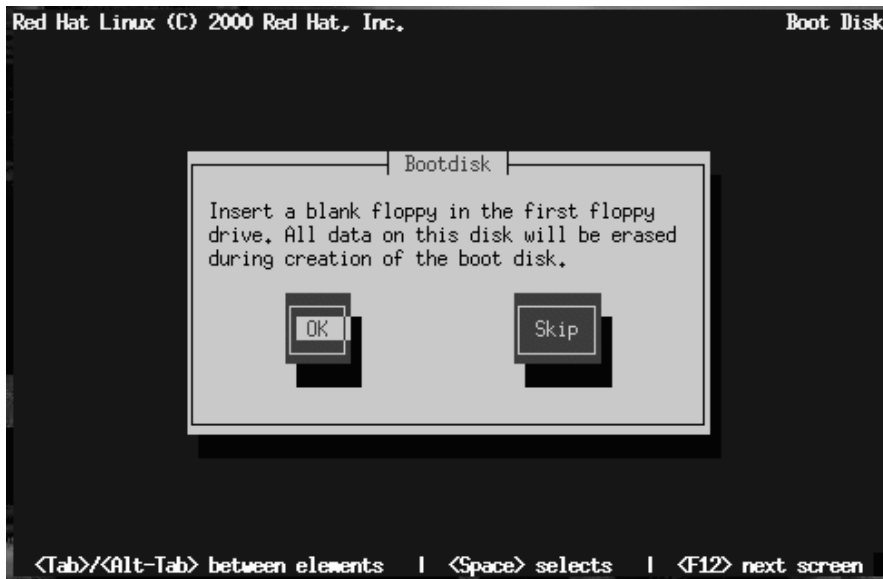 Red Hat Linux (C) 2000 Red Hat, Inc. Boot Disk
Bootdisk
Insert a blank floppy in the first floppy
drive. All data on this disk will be erased
during creation of the boot disk.
OK Skip
<Tab>/<Alt-Tab> between elements | <Space> selects | <F12> next screen